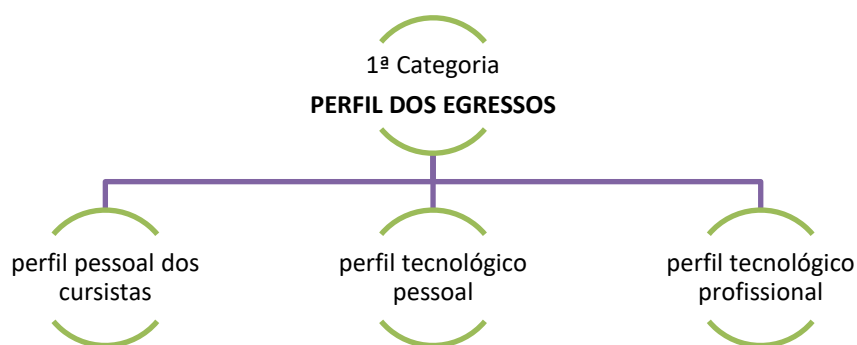 1ª Categoria
PERFIL DOS EGRESSOS
perfil pessoal dos
cursistas
perfil tecnológico
pessoal
perfil tecnológico
profissional